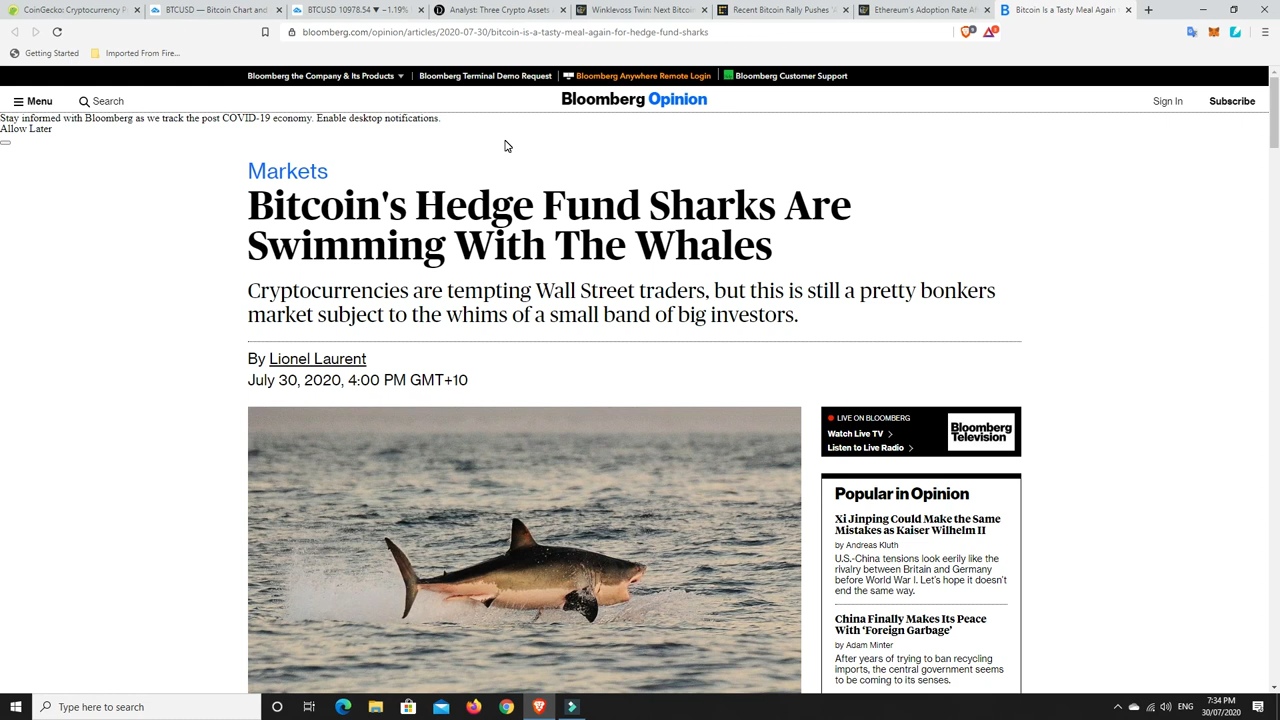 CoinGecko: Cryptocurrency P
BTCUSD — Bitcoin Chart and
BTCUSD 10978.54 ▼ −1.19%
Analyst: Three Crypto Assets
Winklevoss Twin: Next Bitcoin
Recent Bitcoin Rally Pushes
Ethereum's Adoption Rate
Bitcoin Is a Tasty Meal Again
bloomberg.com/opinion/articles/2020-07-30/bitcoin-is-a-tasty-meal-again-for-hedge-fund-sharks
Getting Started
Imported From Fire...
Bloomberg the Company & Its Products
Bloomberg Terminal Demo Request
Bloomberg Anywhere Remote Login
Bloomberg Customer Support
Menu
Search
Bloomberg Opinion
Sign In
Subscribe
Stay informed with Bloomberg as we track the post COVID-19 economy. Enable desktop notifications.
Allow Later
Markets
Bitcoin's Hedge Fund Sharks Are
Swimming With The Whales
Cryptocurrencies are tempting Wall Street traders, but this is still a pretty bonkers
market subject to the whims of a small band of big investors.
By Lionel Laurent
July 30, 2020, 4:00 PM GMT+10
LIVE ON BLOOMBERG
Watch Live TV
Listen to Live Radio
Bloomberg
Television
Popular in Opinion
Xi Jinping Could Make the Same
Mistakes as Kaiser Wilhelm II
by Andreas Kluth
U.S.-China tensions look eerily like the
rivalry between Britain and Germany
before World War I. Let's hope it doesn't
end the same way.
China Finally Makes Its Peace
With 'Foreign Garbage'
by Adam Minter
After years of trying to ban recycling
imports, the central government seems
to be coming to its senses.
Type here to search
ENG
7:34 PM
30/07/2020